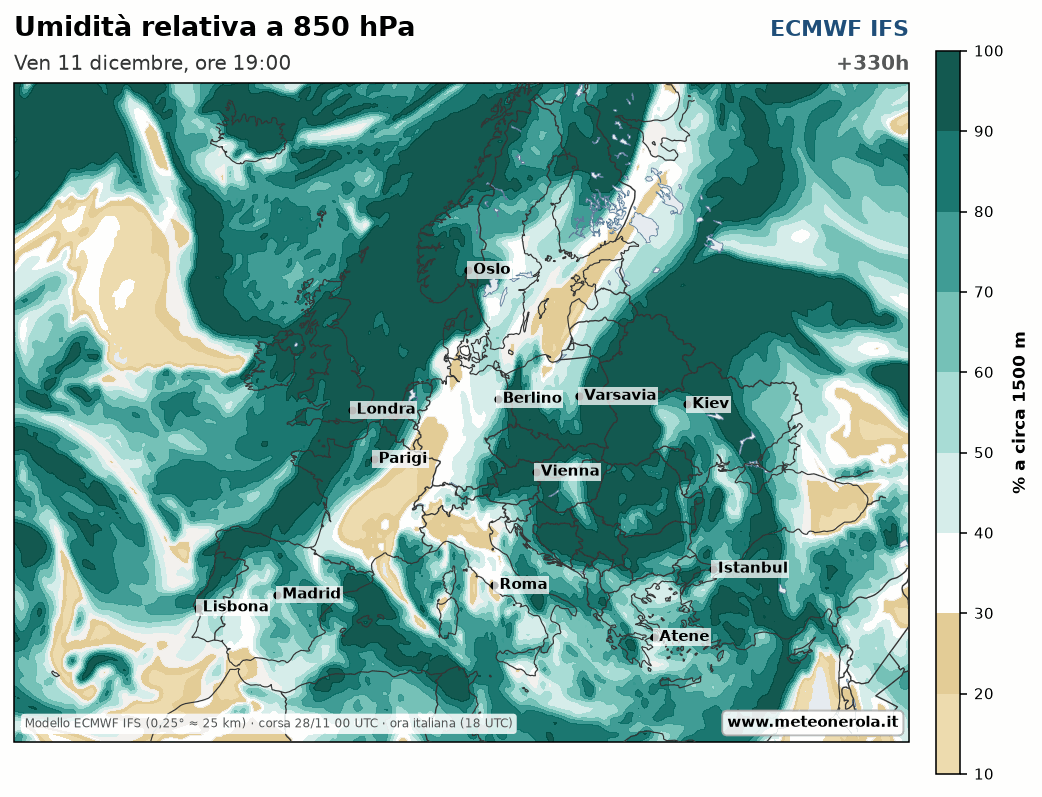 Umidità relativa a 850 hPa
ECMWF IFS
Ven 11 dicembre, ore 19:00
+330h
100
90
80
70
60
50
40
30
20
10
% a circa 1500 m
Oslo
Berlino
Varsavia
Kiev
Londra
Parigi
Vienna
Istanbul
Roma
Madrid
Lisbona
Atene
Modello ECMWF IFS (0,25° ≈ 25 km) · corsa 28/11 00 UTC · ora italiana (18 UTC)
www.meteonerola.it